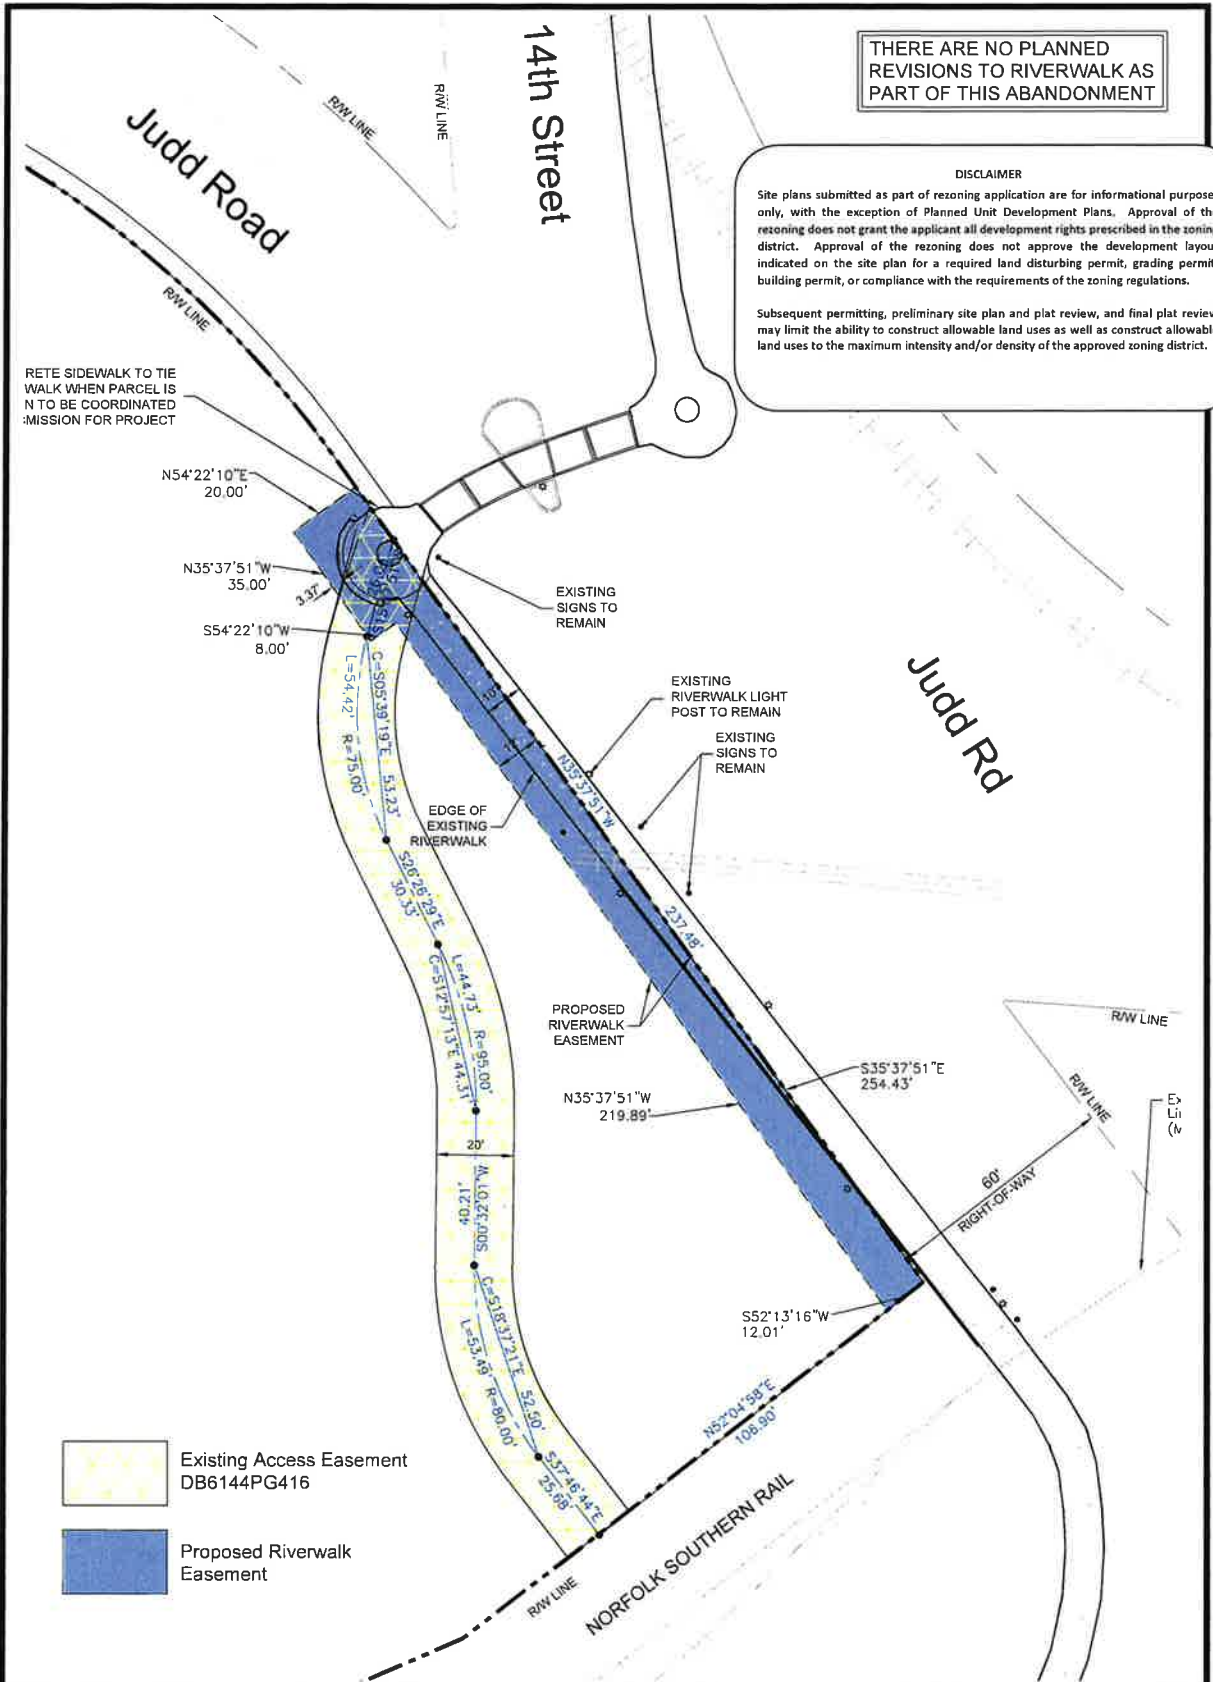 THERE ARE NO PLANNED
REVISIONS TO RIVERWALK AS
PART OF THIS ABANDONMENT
14th Street
Judd Road
R/W LINE
R/W LINE
R/W LINE
DISCLAIMER
Site plans submitted as part of rezoning application are for informational purpose
only, with the exception of Planned Unit Development Plans. Approval of th
rezoning does not grant the applicant all development rights prescribed in the zonin
district. Approval of the rezoning does not approve the development layou
indicated on the site plan for a required land disturbing permit, grading permit
building permit, or compliance with the requirements of the zoning regulations.
Subsequent permitting, preliminary site plan and plat review, and final plat review
may limit the ability to construct allowable land uses as well as construct allowabl
land uses to the maximum intensity and/or density of the approved zoning district.
RETE SIDEWALK TO TIE
WALK WHEN PARCEL IS
N TO BE COORDINATED
MISSION FOR PROJECT
N54°22'10"E
20.00'
N35°37'51"W
35.00'
3.37'
S54°22'10"W
8.00'
EXISTING
SIGNS TO
REMAIN
EXISTING
RIVERWALK LIGHT
POST TO REMAIN
EXISTING
SIGNS TO
REMAIN
Judd Rd
C=S05°39'19"E 53.23'
L=54.42' R=75.00'
10'
N35°37'51"W
237.48'
EDGE OF
EXISTING
RIVERWALK
S26°26'29"E
30.33'
L=44.73' R=95.00'
C=S12°57'13"E 44.31'
PROPOSED
RIVERWALK
EASEMENT
N35°37'51"W
219.89'
S35°37'51"E
254.43'
R/W LINE
R/W LINE
60'
RIGHT-OF-WAY
20'
S00°32'01"W
40.21'
C=S18°37'21"E 52.50'
L=53.49' R=80.00'
S52°13'16"W
12.01'
N52°04'58"E
106.90'
S37°46'44"E
25.68'
R/W LINE
NORFOLK SOUTHERN RAIL
Existing Access Easement
DB6144PG416
Proposed Riverwalk
Easement